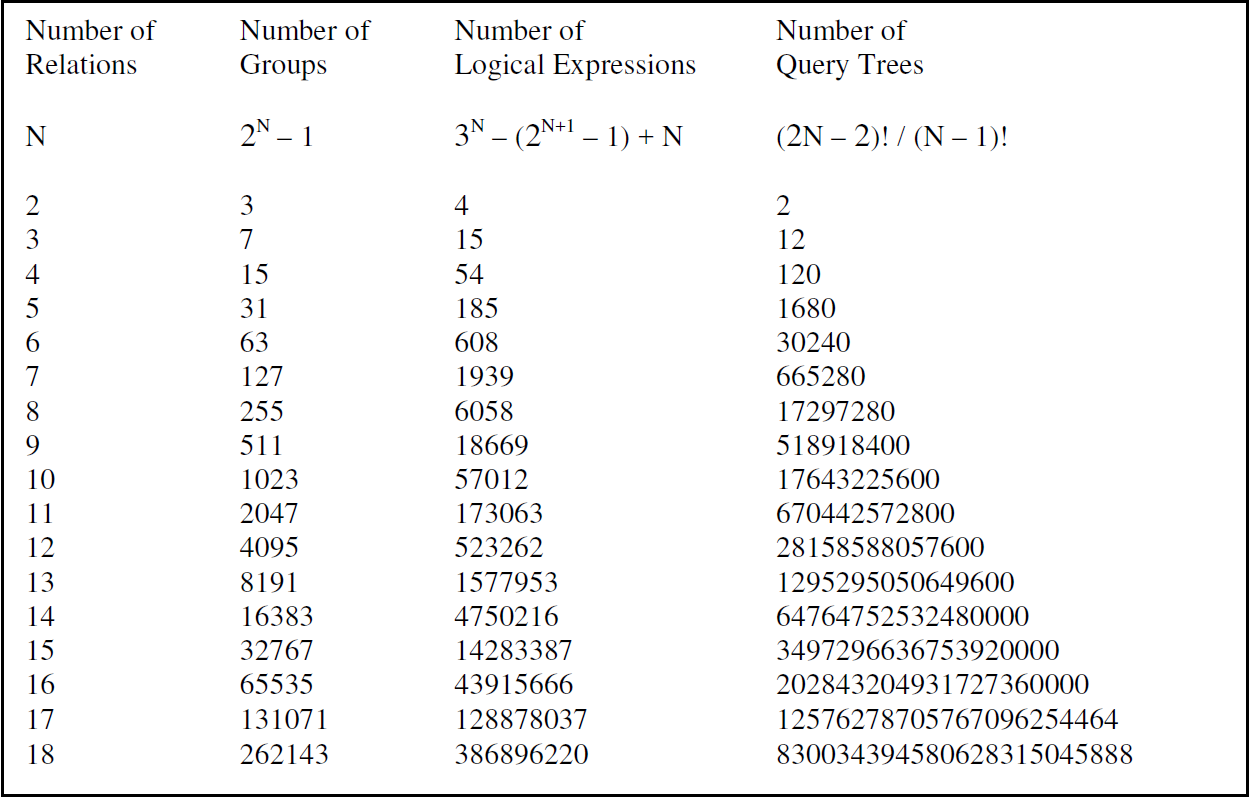 Number of Number of Number of Number of
Relations Groups Logical Expressions Query Trees
N 2^N – 1 3^N – (2^N+1 – 1) + N (2N – 2)! / (N – 1)!
2 3 4 2
3 7 15 12
4 15 54 120
5 31 185 1680
6 63 608 30240
7 127 1939 665280
8 255 6058 17297280
9 511 18669 518918400
10 1023 57012 17643225600
11 2047 173063 670442572800
12 4095 523262 28158588057600
13 8191 1577953 1295295050649600
14 16383 4750216 64764752532480000
15 32767 14283387 3497296636753920000
16 65535 43915666 202843204931727360000
17 131071 128878037 12576278705767096254464
18 262143 386896220 830034394580628315045888